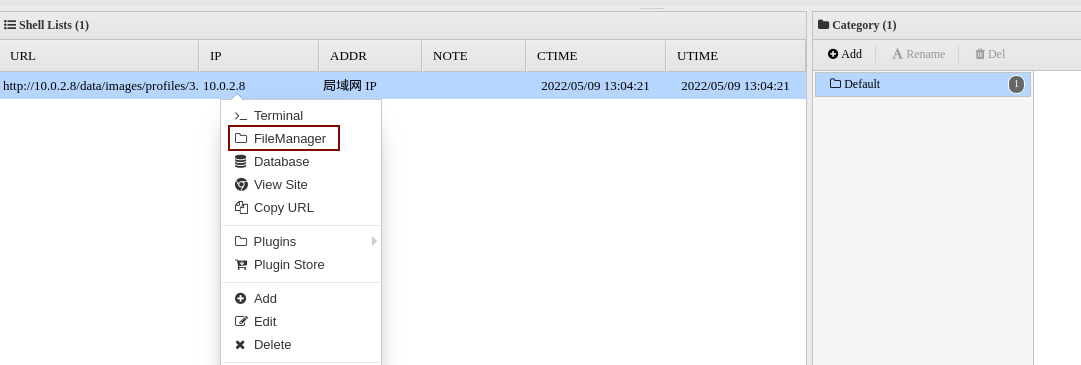 Shell Lists (1)
URL IP ADDR NOTE CTIME UTIME
http://10.0.2.8/data/images/profiles/3. 10.0.2.8 局域网 IP 2022/05/09 13:04:21 2022/05/09 13:04:21
Terminal
FileManager
Database
View Site
Copy URL
Plugins
Plugin Store
Add
Edit
Delete
Category (1)
Add Rename Del
Default 1